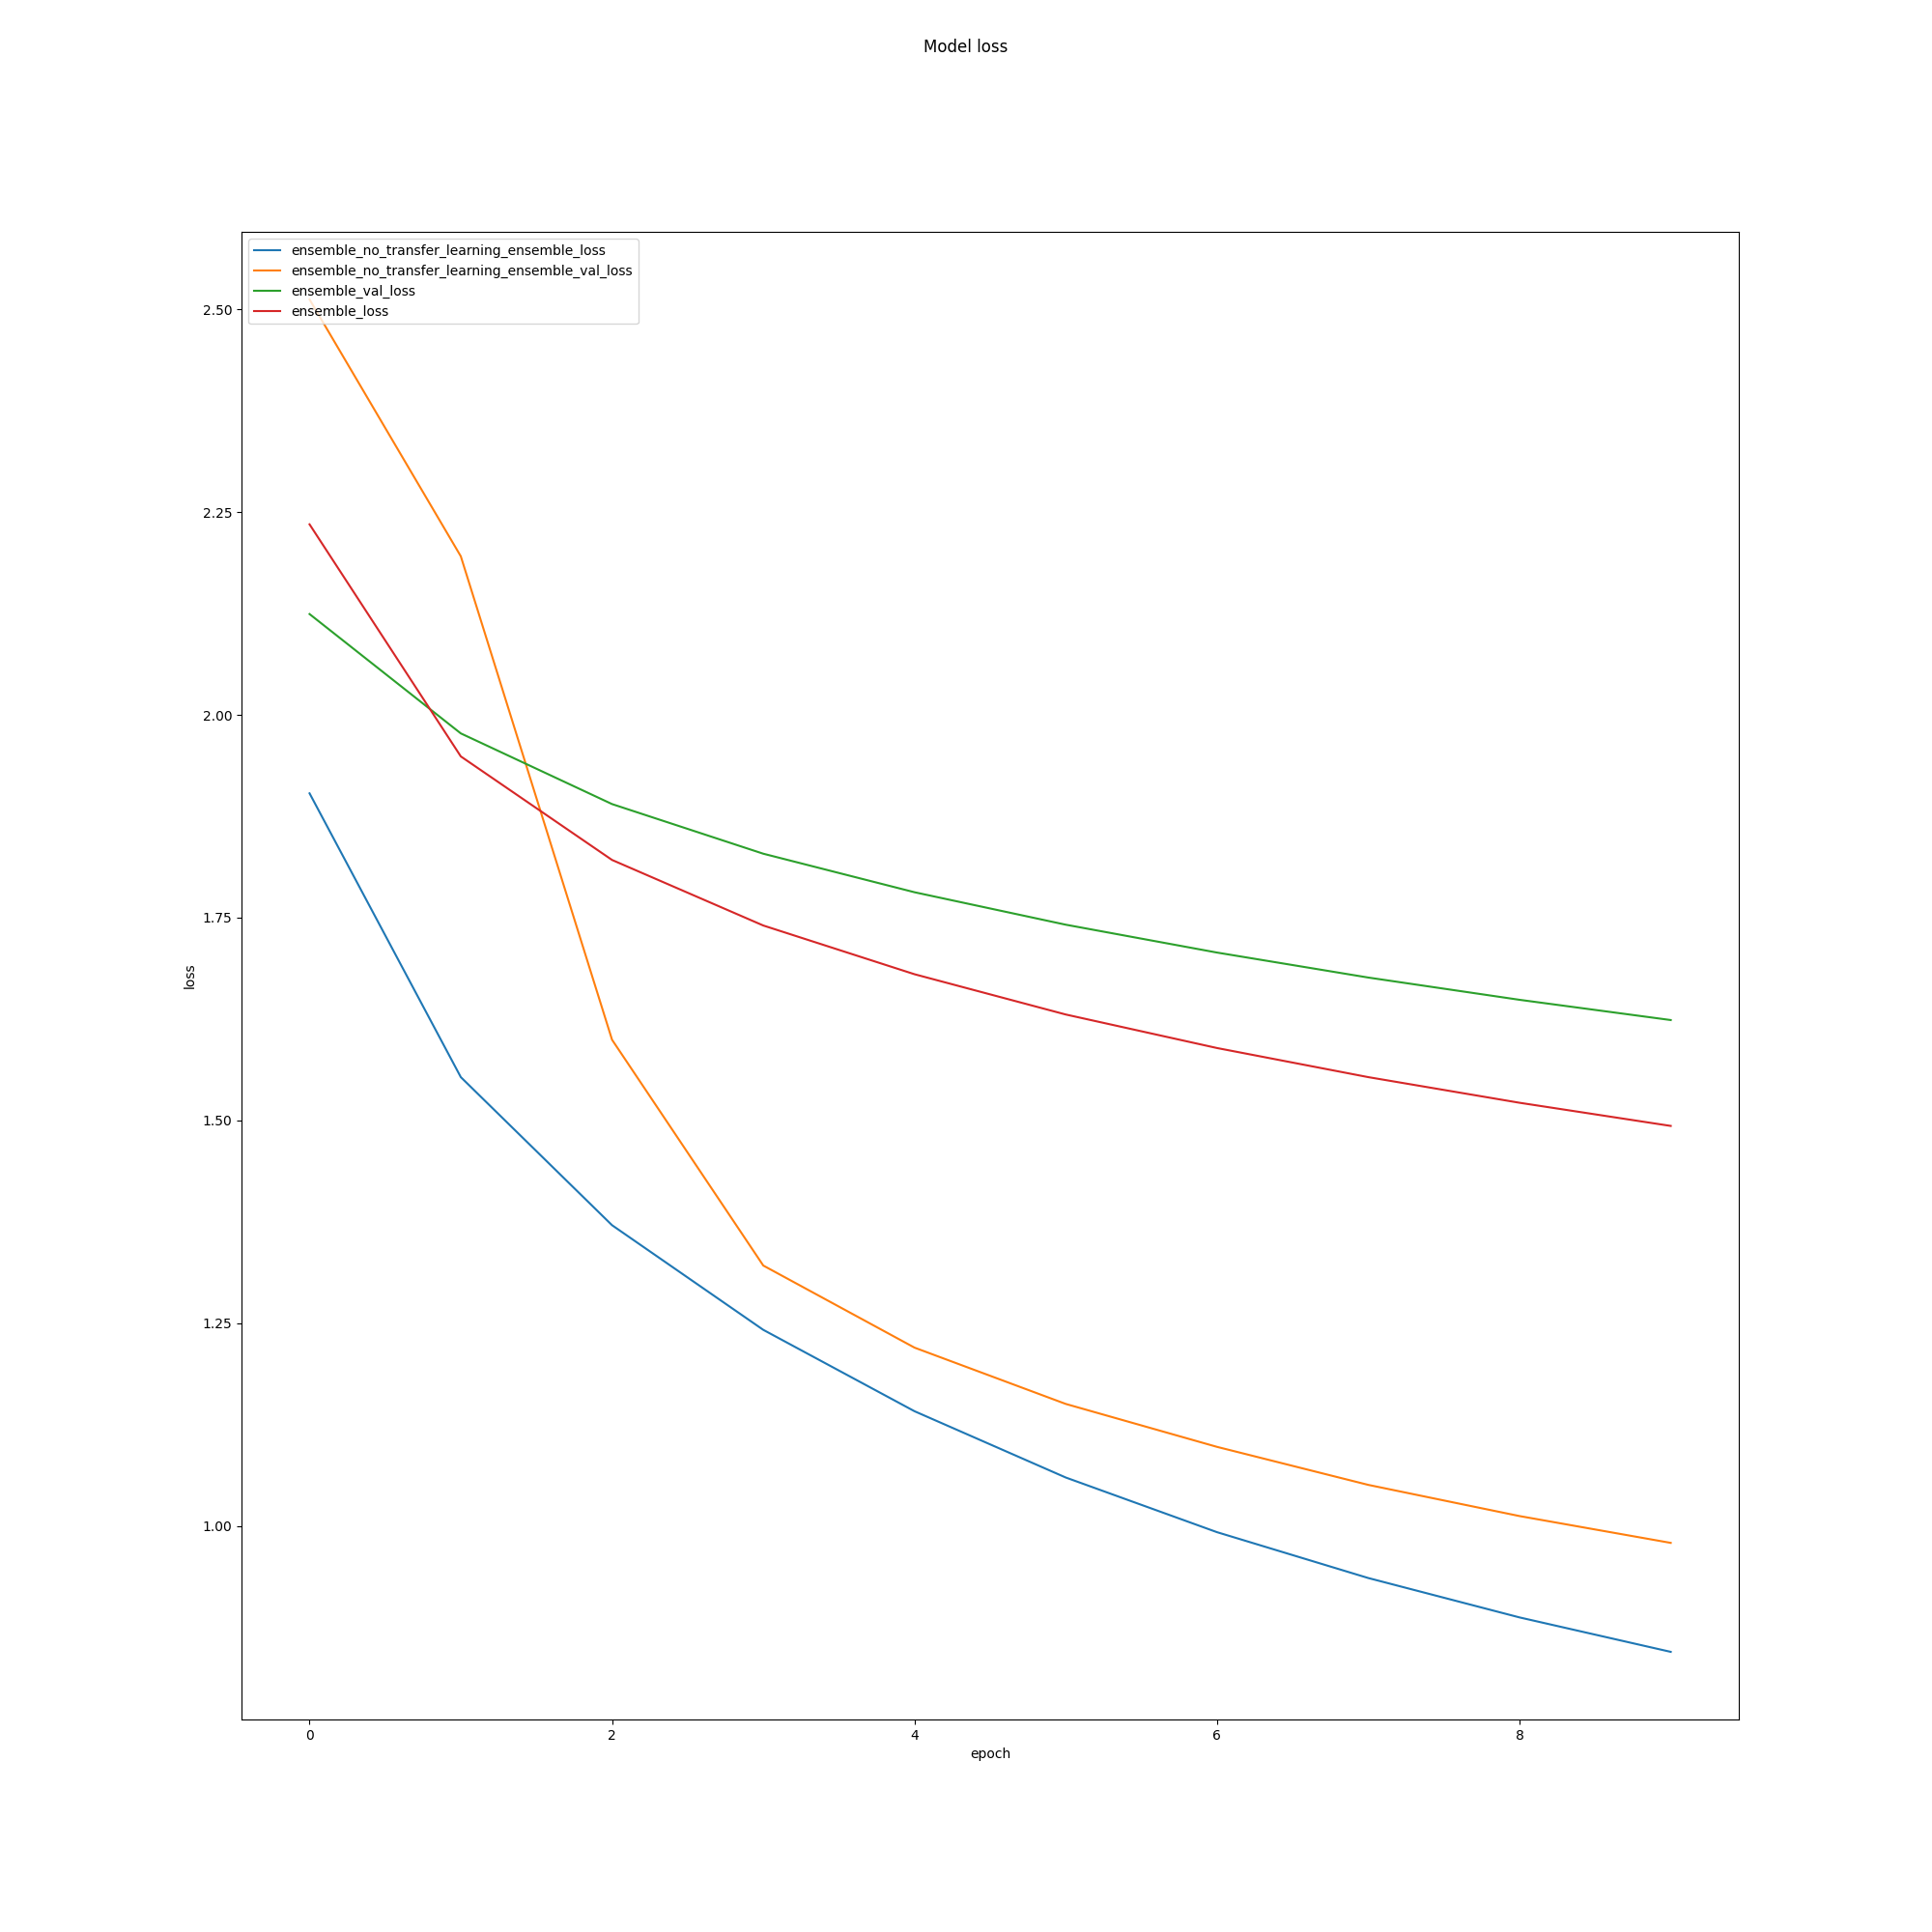 Model loss
ensemble_no_transfer_learning_ensemble_loss
ensemble_no_transfer_learning_ensemble_val_loss
ensemble_val_loss
ensemble_loss
2.50
2.25
2.00
1.75
1.50
1.25
1.00
loss
0 2 4 6 8
epoch